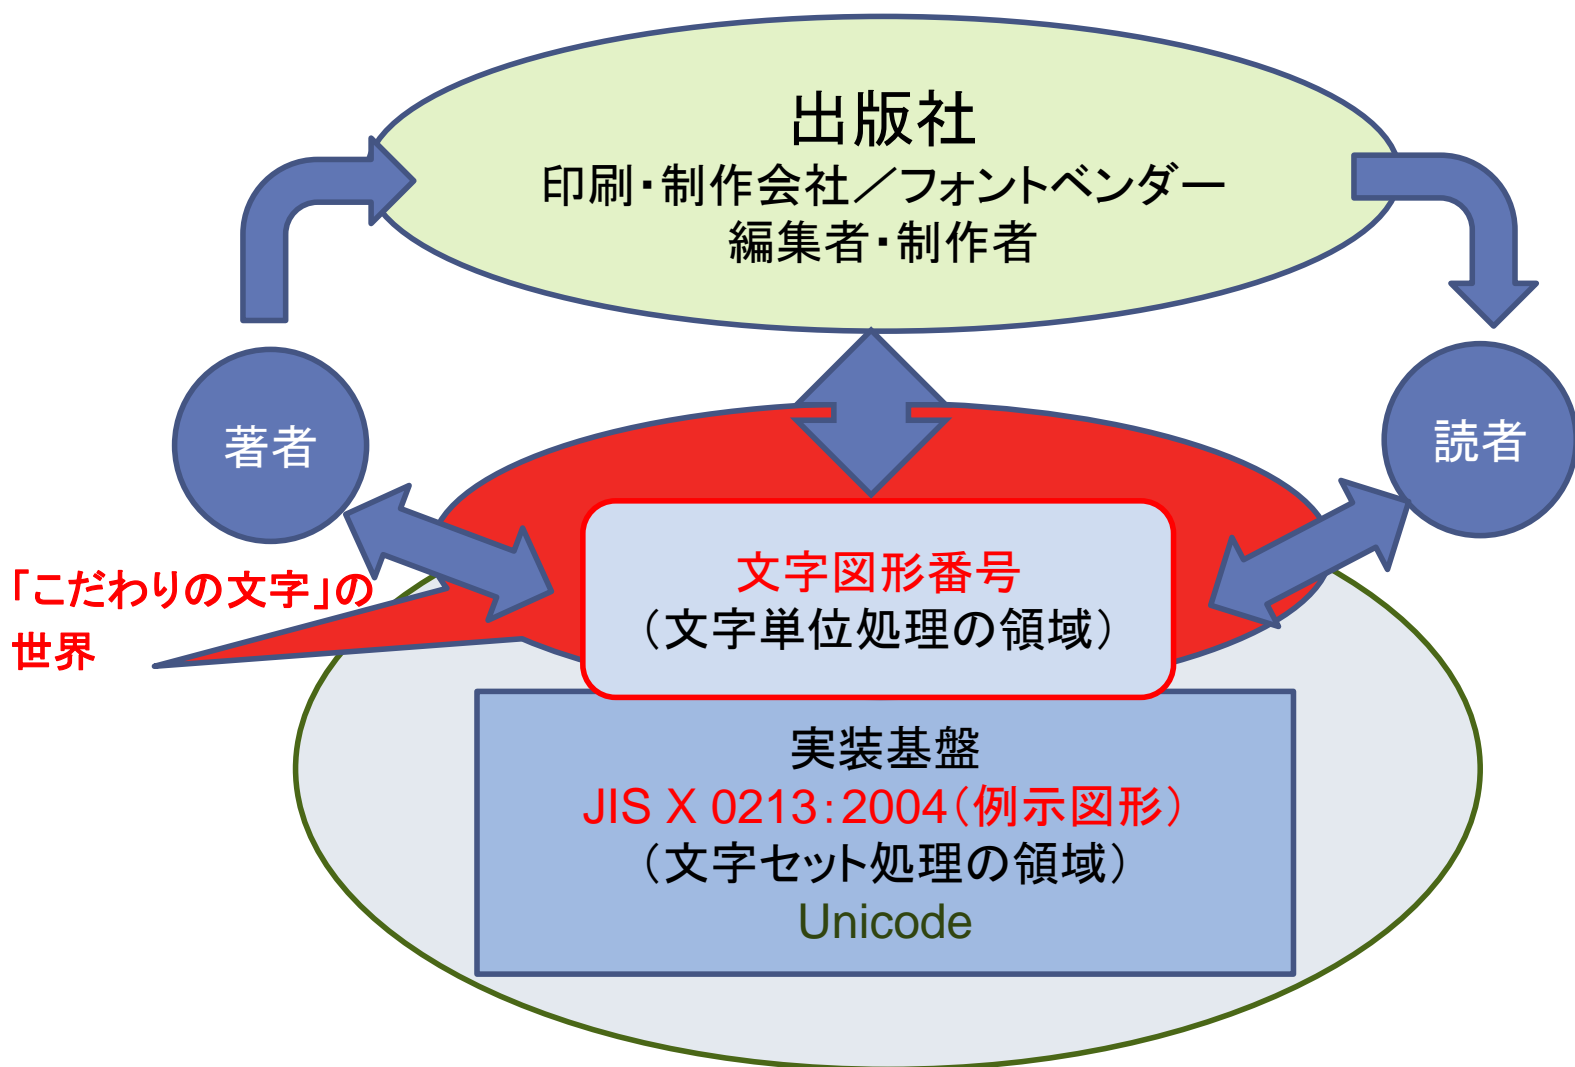 出版社
印刷・制作会社／フォントベンダー
編集者・制作者
著者
読者
「こだわりの文字」の
世界
文字図形番号
（文字単位処理の領域）
実装基盤
JIS X 0213：2004（例示図形）
（文字セット処理の領域）
Unicode